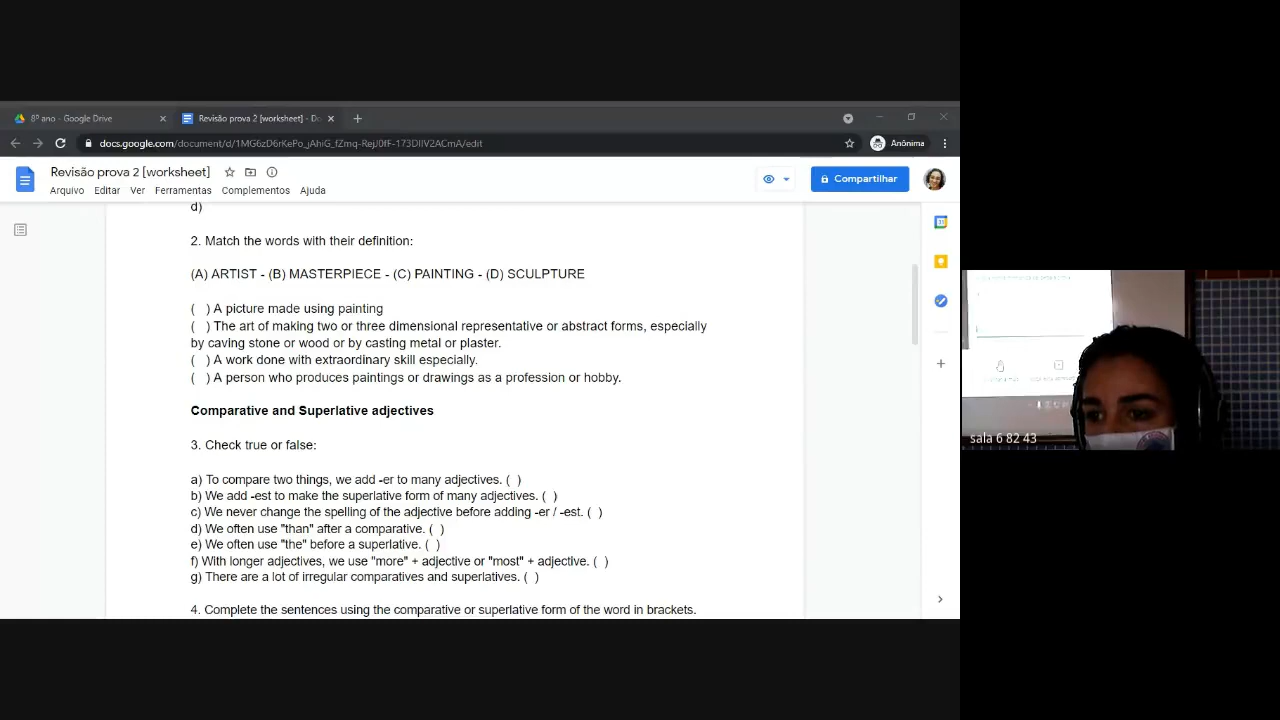 8º ano - Google Drive
Revisão prova 2 [worksheet] - Do
docs.google.com/document/d/1MG6zD6rKePo_jAhiG_fZmq-RejJ0fF-173DIIV2ACmA/edit
Anônima
Revisão prova 2 [worksheet]
Arquivo Editar Ver Ferramentas Complementos Ajuda
Compartilhar
d)
2. Match the words with their definition:
(A) ARTIST - (B) MASTERPIECE - (C) PAINTING - (D) SCULPTURE
( ) A picture made using painting
( ) The art of making two or three dimensional representative or abstract forms, especially
by caving stone or wood or by casting metal or plaster.
( ) A work done with extraordinary skill especially.
( ) A person who produces paintings or drawings as a profession or hobby.
Comparative and Superlative adjectives
3. Check true or false:
a) To compare two things, we add -er to many adjectives. ( )
b) We add -est to make the superlative form of many adjectives. ( )
c) We never change the spelling of the adjective before adding -er / -est. ( )
d) We often use "than" after a comparative. ( )
e) We often use "the" before a superlative. ( )
f) With longer adjectives, we use "more" + adjective or "most" + adjective. ( )
g) There are a lot of irregular comparatives and superlatives. ( )
4. Complete the sentences using the comparative or superlative form of the word in brackets.
sala 6 82 43